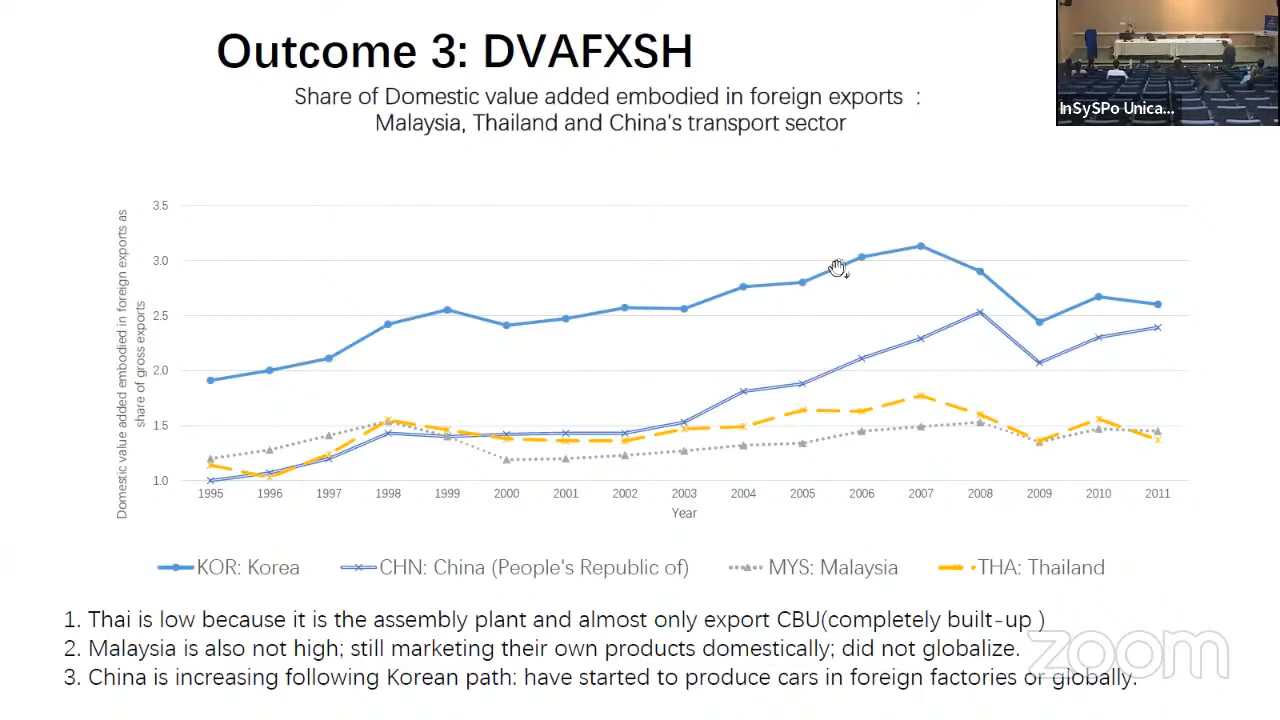 Outcome 3: DVAFXSH
Share of Domestic value added embodied in foreign exports :
Malaysia, Thailand and China's transport sector
InSySPo Unica...
Domestic value added embodied in foreign exports as
share of gross exports
3.5
3.0
2.5
2.0
1.5
1.0
1995 1996 1997 1998 1999 2000 2001 2002 2003 2004 2005 2006 2007 2008 2009 2010 2011
Year
KOR: Korea CHN: China (People's Republic of) MYS: Malaysia THA: Thailand
1. Thai is low because it is the assembly plant and almost only export CBU(completely built-up )
2. Malaysia is also not high; still marketing their own products domestically; did not globalize.
3. China is increasing following Korean path: have started to produce cars in foreign factories or globally.
zoom